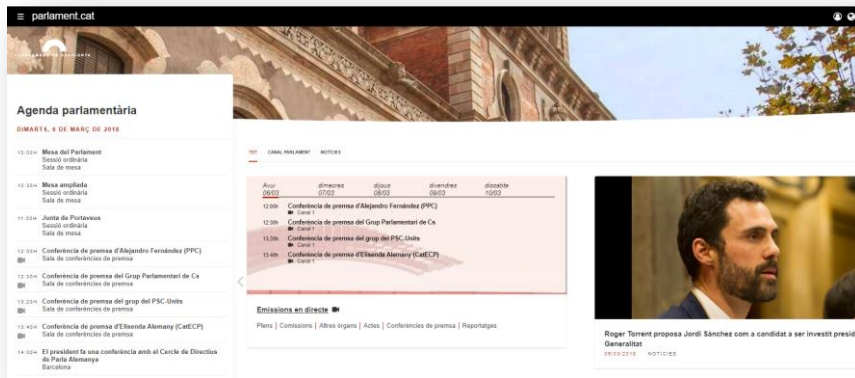 parlament.cat
PARLAMENT DE CATALUNYA
Agenda parlamentària
DIMARTS, 6 DE MARÇ DE 2018
Mesa del Parlament
Sessió ordinària
Sala de mesa
Mesa ampliada
Sessió ordinària
Sala de mesa
Junta de Portaveus
Sessió ordinària
Sala de mesa
12:00H Conferència de premsa d'Alejandro Fernández (PPC)
Sala de conferències de premsa
12:30H Conferència de premsa del Grup Parlamentari de Cs
Sala de conferències de premsa
13:20H Conferència de premsa del grup del PSC-Units
Sala de conferències de premsa
13:40H Conferència de premsa d'Elisenda Alemany (CatECP)
Sala de conferències de premsa
14:00H El president fa una conferència amb el Cercle de Directius
de Parla Alemanya
Barcelona
TOT CANAL PARLAMENT NOTÍCIES
Avui dimecres dijous divendres dissabte
06/03 07/03 08/03 09/03 10/03
12:00h Conferència de premsa d'Alejandro Fernández (PPC)
Canal 1
12:30h Conferència de premsa del Grup Parlamentari de Cs
Canal 1
13:20h Conferència de premsa del grup del PSC-Units
Canal 1
13:40h Conferència de premsa d'Elisenda Alemany (CatECP)
Canal 1
Emissions en directe
Plens | Comissions | Altres òrgans | Actes | Conferències de premsa | Reportatges
Roger Torrent proposa Jordi Sànchez com a candidat a ser investit presid
Generalitat
NOTÍCIES